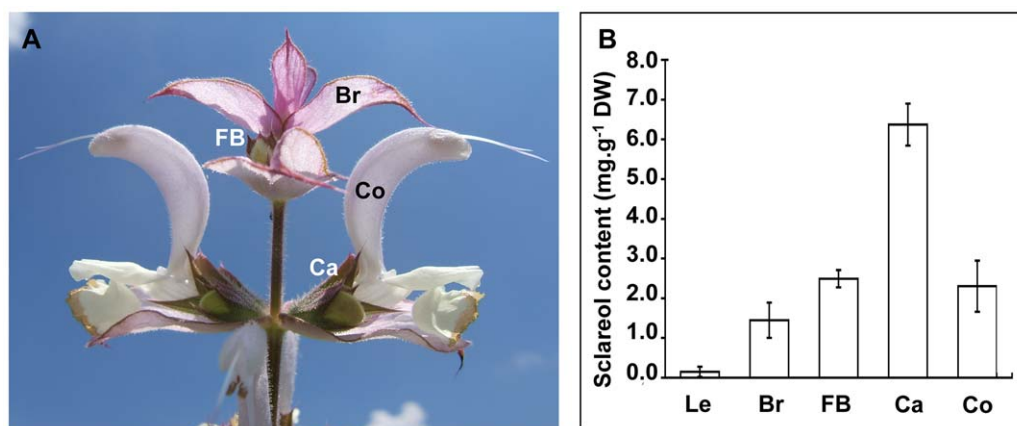 A
Br
FB
Co
Ca
B
Sclareol content (mg.g⁻¹ DW)
8.0
7.0
6.0
5.0
4.0
3.0
2.0
1.0
0.0
Le Br FB Ca Co